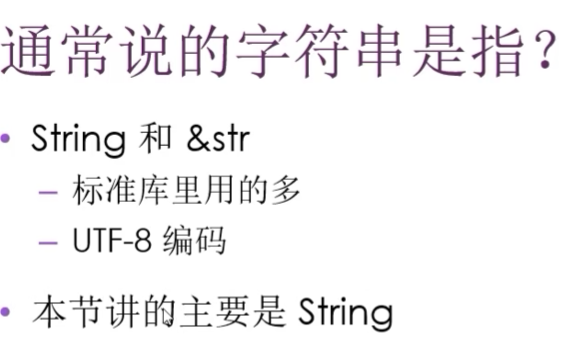 通常说的字符串是指？
• String 和 &str
– 标准库里用的多
– UTF-8 编码
• 本节讲的主要是 String